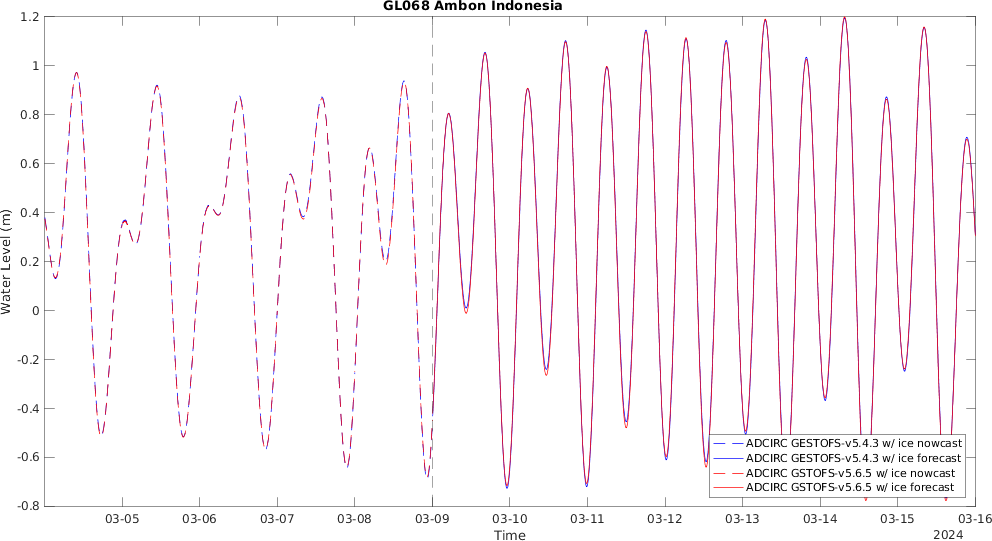 GL068 Ambon Indonesia
1.2
1
0.8
0.6
0.4
0.2
0
-0.2
-0.4
-0.6
-0.8
Water Level (m)
ADCIRC GESTOFS-v5.4.3 w/ ice nowcast
ADCIRC GESTOFS-v5.4.3 w/ ice forecast
ADCIRC GSTOFS-v5.6.5 w/ ice nowcast
ADCIRC GSTOFS-v5.6.5 w/ ice forecast
03-05 03-06 03-07 03-08 03-09 03-10 03-11 03-12 03-13 03-14 03-15 03-16
Time
2024